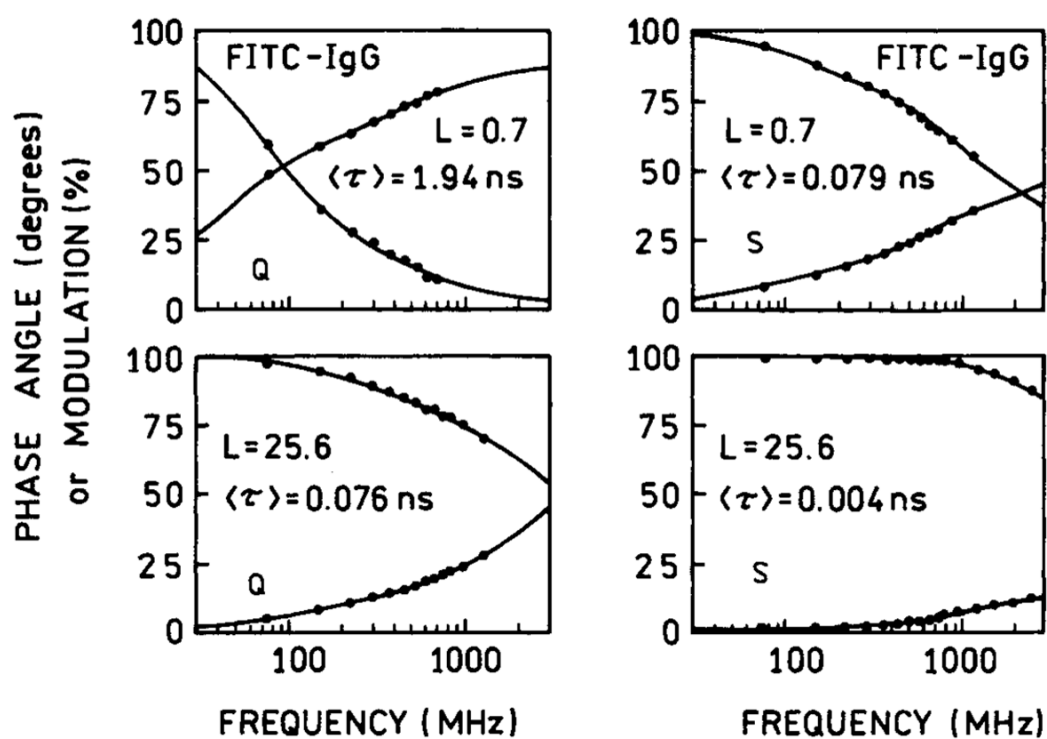 PHASE ANGLE (degrees)
or MODULATION (%)
100
75
50
25
0
FITC-IgG
L=0.7
⟨τ⟩=1.94 ns
Q
100
75
50
25
0
FITC-IgG
L=0.7
⟨τ⟩=0.079 ns
S
100
75
50
25
0
L=25.6
⟨τ⟩=0.076 ns
Q
100
1000
FREQUENCY (MHz)
100
75
50
25
0
L=25.6
⟨τ⟩=0.004 ns
S
100
1000
FREQUENCY (MHz)